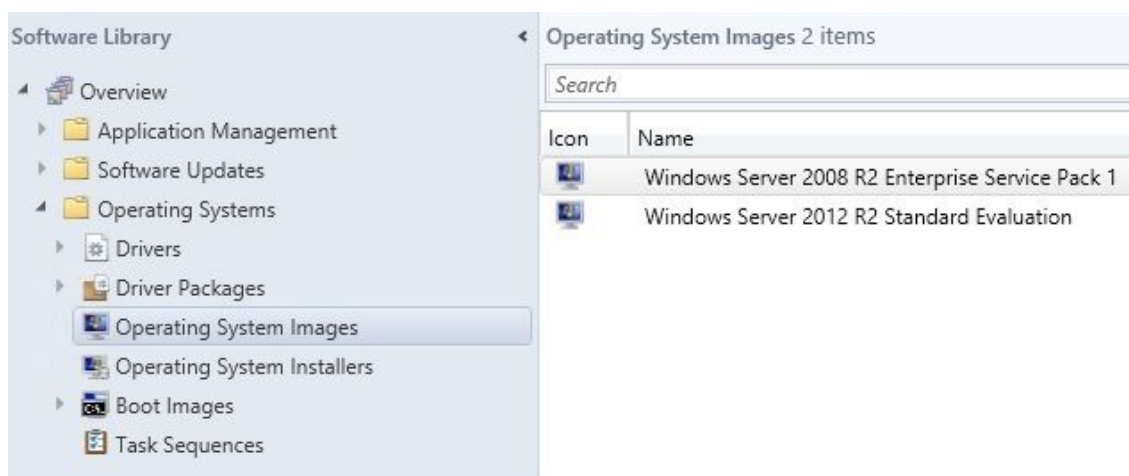 Software Library
Overview
Application Management
Software Updates
Operating Systems
Drivers
Driver Packages
Operating System Images
Operating System Installers
Boot Images
Task Sequences
Operating System Images 2 items
Search
Icon Name
Windows Server 2008 R2 Enterprise Service Pack 1
Windows Server 2012 R2 Standard Evaluation